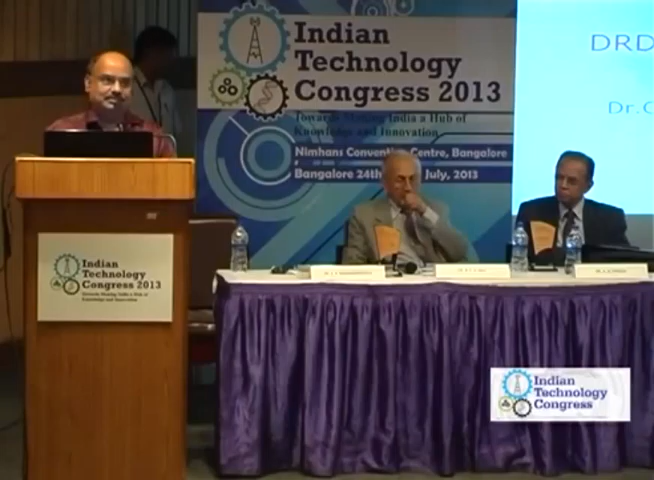 Indian
Technology
Congress 2013
Towards Making India a Hub of
Knowledge and Innovation
Nimhans Convention Centre, Bangalore
Bangalore 24th July, 2013
DRD
Dr.C
Indian
Technology
Congress 2013
Towards Making India a Hub of
Knowledge and Innovation
Indian
Technology
Congress